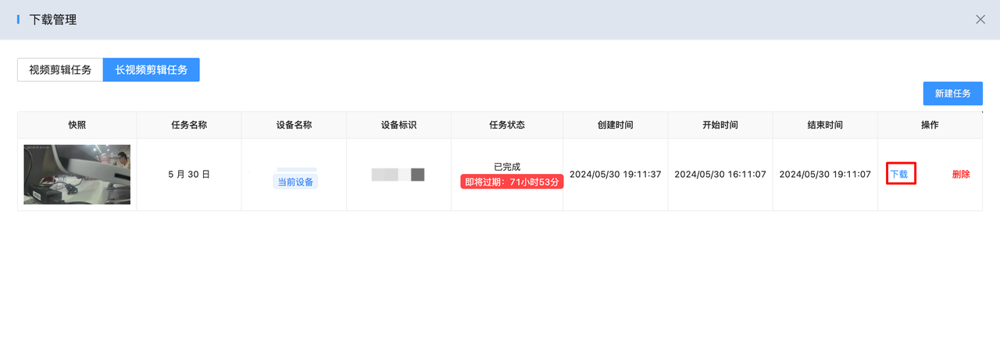 下载管理
视频剪辑任务 长视频剪辑任务
新建任务
快照 任务名称 设备名称 设备标识 任务状态 创建时间 开始时间 结束时间 操作
5 月 30 日 当前设备 已完成 2024/05/30 19:11:37 2024/05/30 16:11:07 2024/05/30 19:11:07 下载 删除
即将过期：71小时53分